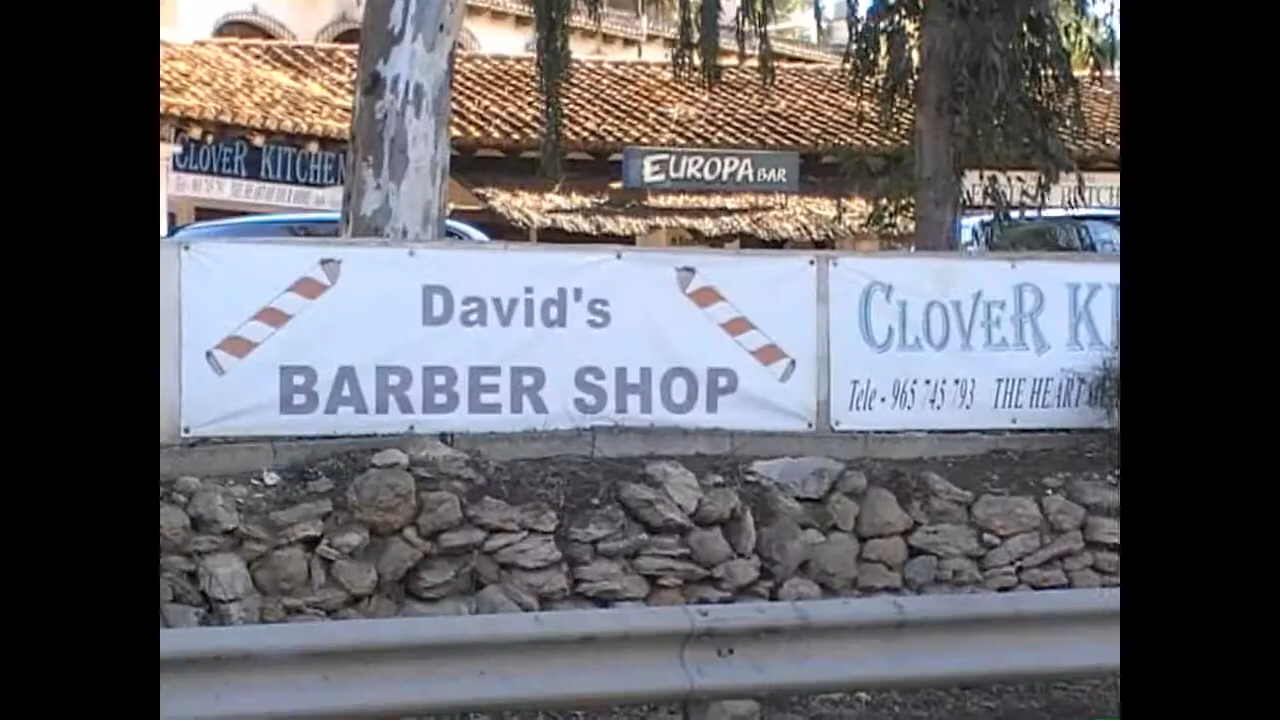 CLOVER KITCHEN
EUROPA BAR
David's
BARBER SHOP
CLOVER KI
Tele - 965 745 793 THE HEART